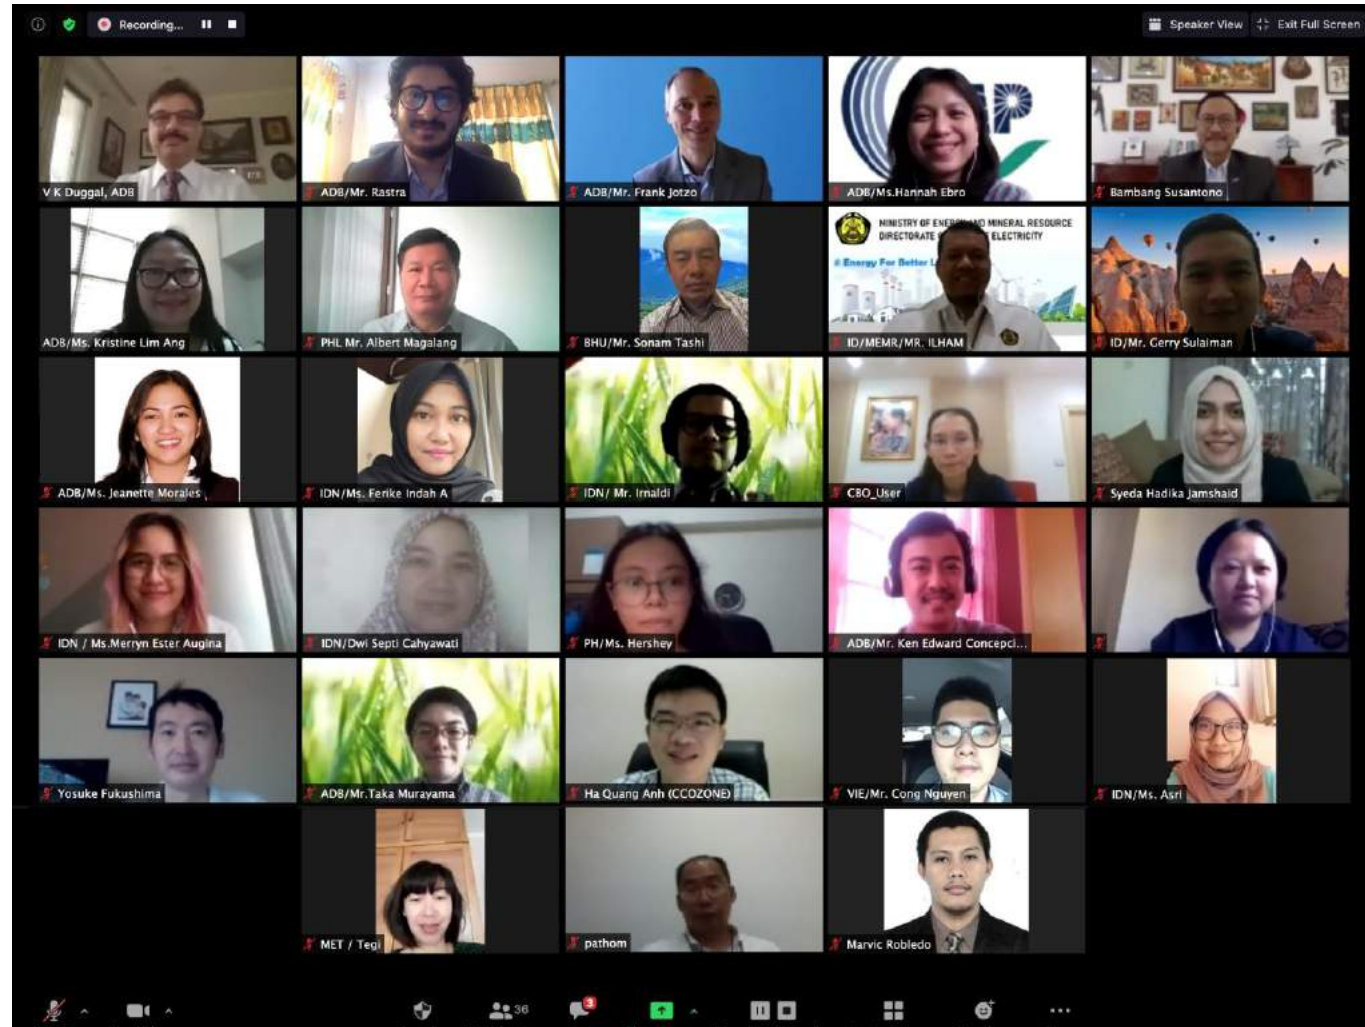 Recording...
Speaker View
Exit Full Screen
V K Duggal, ADB
ADB/Mr. Rastra
ADB/Mr. Frank Jotzo
EP
ADB/Ms.Hannah Ebro
Bambang Susantono
ADB/Ms. Kristine Lim Ang
PHL Mr. Albert Magalang
BHU/Mr. Sonam Tashi
MINISTRY OF ENERGY AND MINERAL RESOURCE
DIRECTORATE ELECTRICITY
Energy For Better
ID/MEMR/MR. ILHAM
ID/Mr. Gerry Sulaiman
ADB/Ms. Jeanette Morales
IDN/Ms. Ferike Indah A
IDN/ Mr. Irnaldi
CBO_User
Syeda Hadika Jamshaid
IDN / Ms.Merryn Ester Augina
IDN/Dwi Septi Cahyawati
PH/Ms. Hershey
ADB/Mr. Ken Edward Concepci...
Yosuke Fukushima
ADB/Mr.Taka Murayama
Ha Quang Anh (CCOZONE)
VIE/Mr. Cong Nguyen
IDN/Ms. Asri
MET / Tegi
pathom
Marvic Robledo
36
3